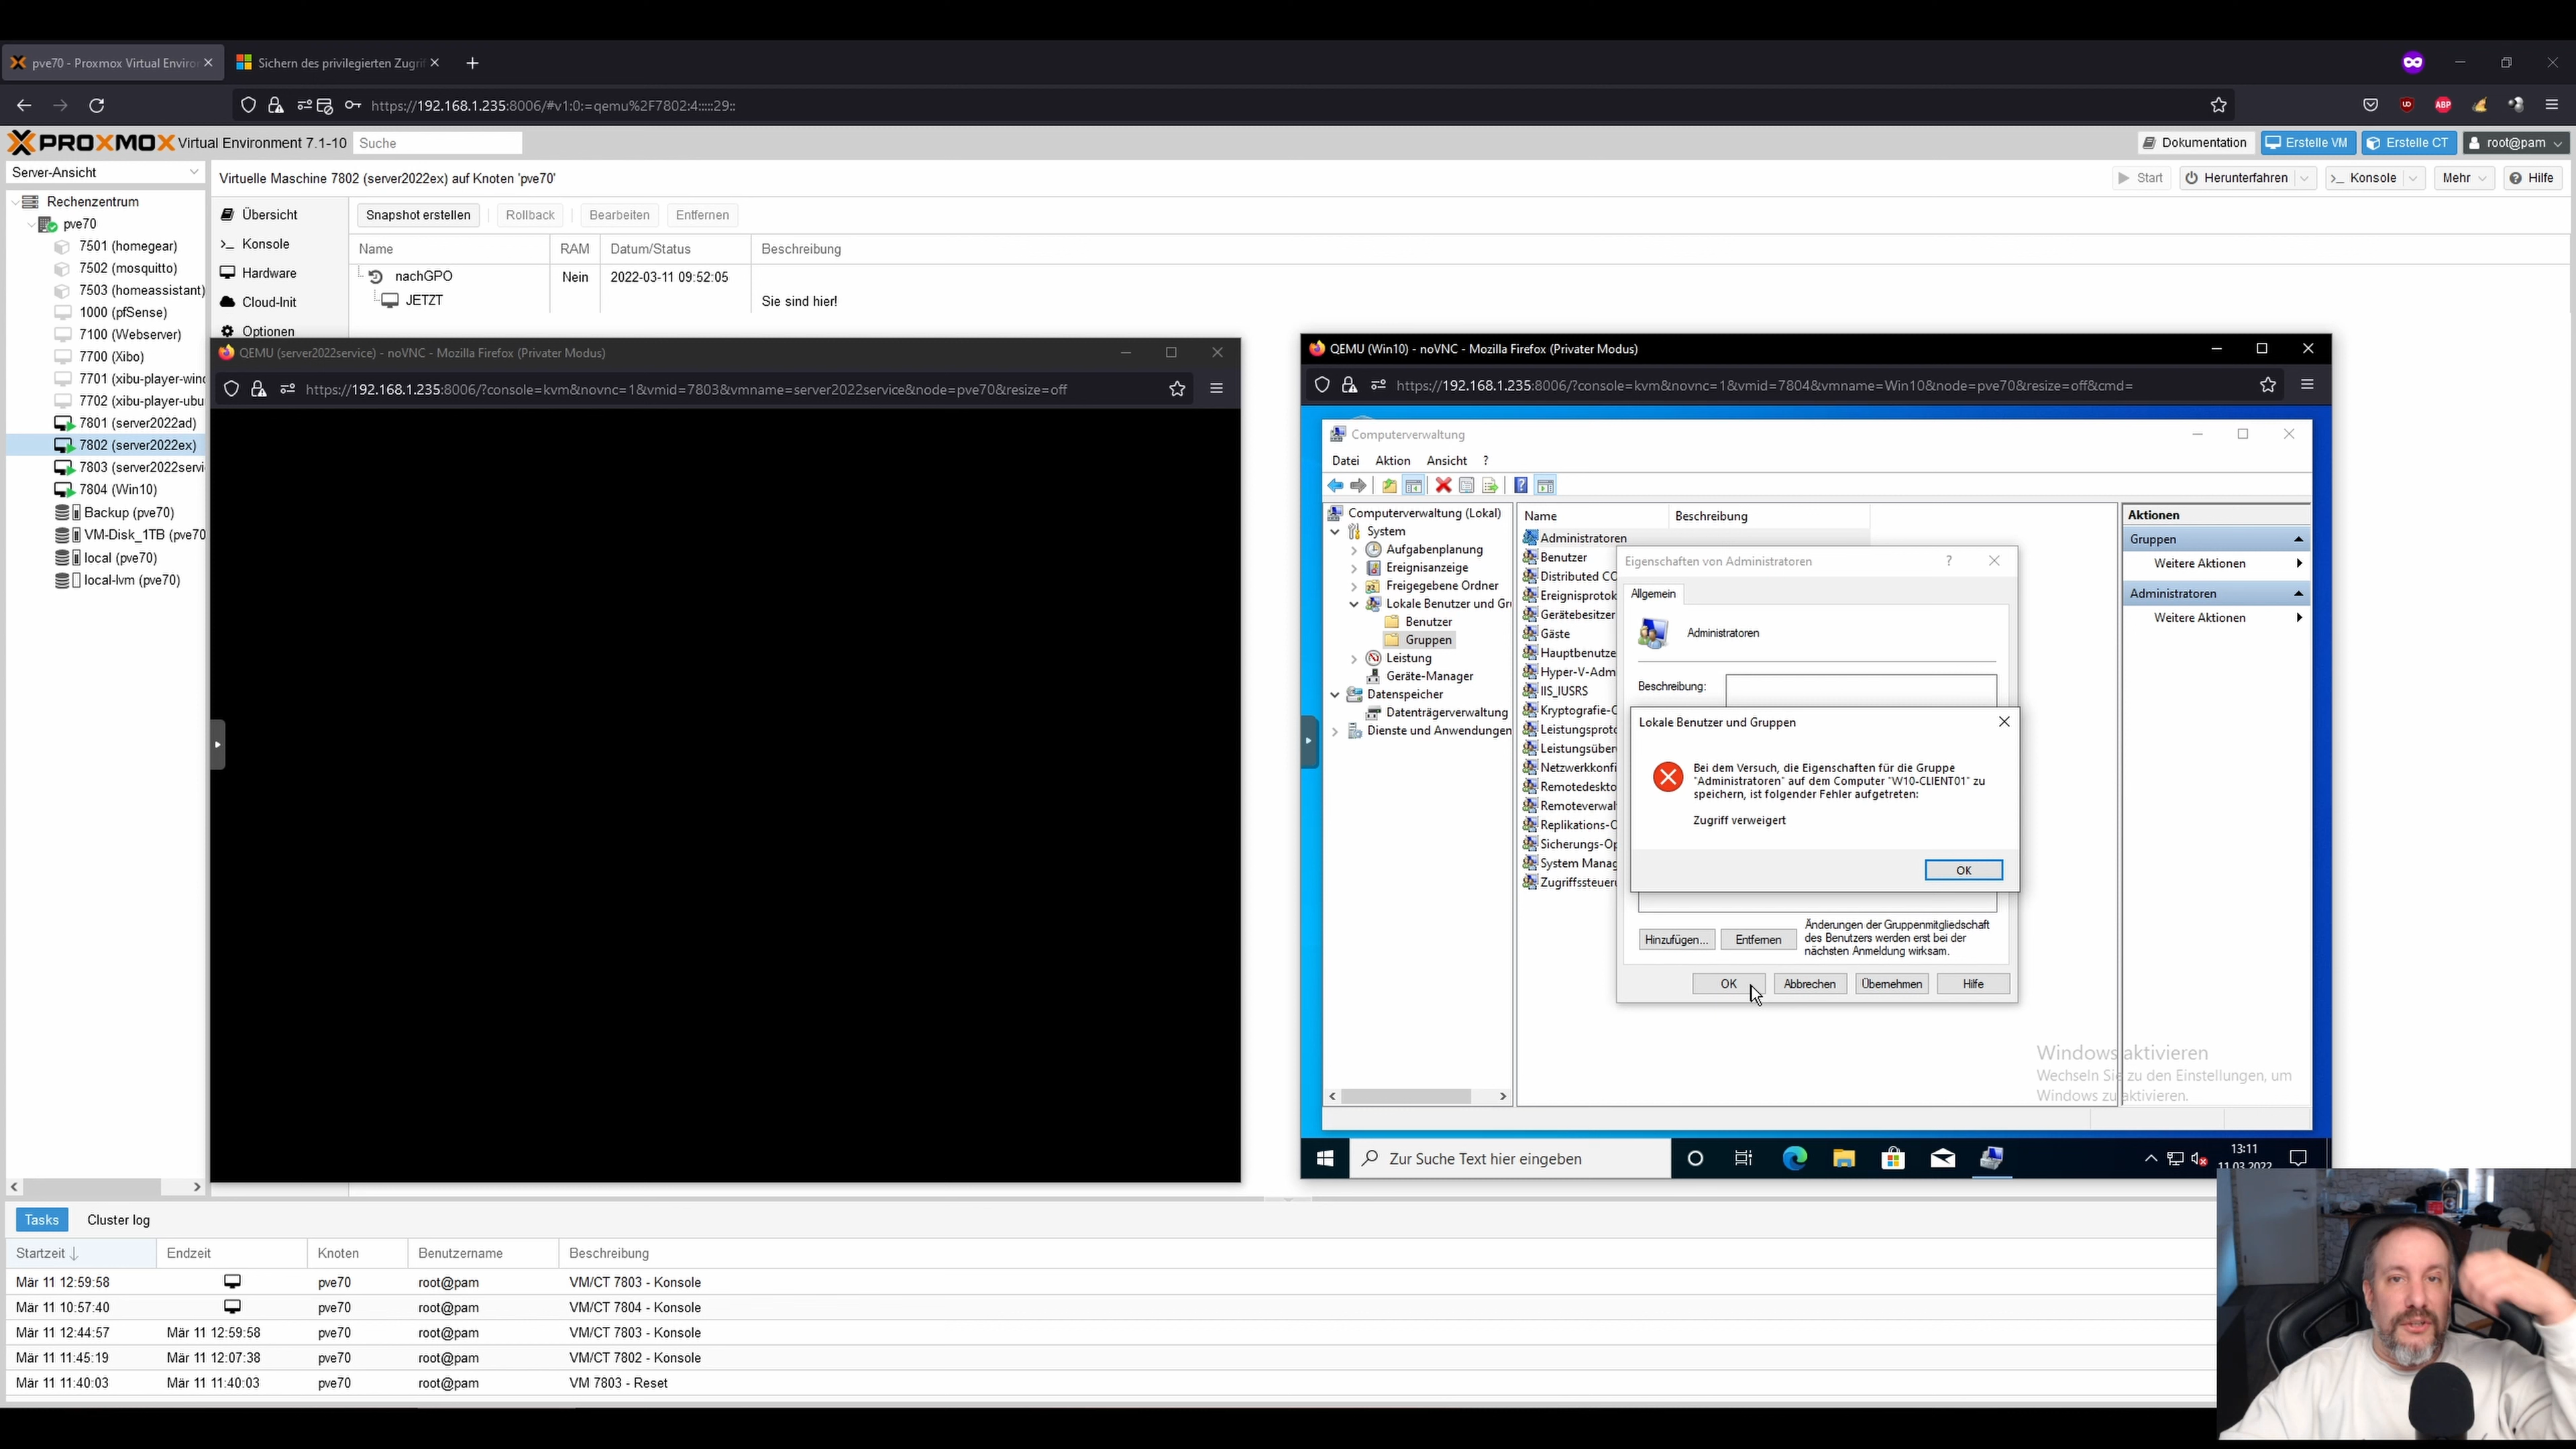 pve70 - Proxmox Virtual Enviro
Sichern des privilegierten Zugrif
https://192.168.1.235:8006/#v1:0:=qemu%2F7802:4:::::29::
PROXMOX Virtual Environment 7.1-10
Suche
Dokumentation
Erstelle VM
Erstelle CT
root@pam
Server-Ansicht
Virtuelle Maschine 7802 (server2022ex) auf Knoten 'pve70'
Start
Herunterfahren
Konsole
Mehr
Hilfe
Rechenzentrum
pve70
7501 (homegear)
7502 (mosquitto)
7503 (homeassistant)
1000 (pfSense)
7100 (Webserver)
7700 (Xibo)
7701 (xibu-player-wind
7702 (xibu-player-ubu
7801 (server2022ad)
7802 (server2022ex)
7803 (server2022servi
7804 (Win10)
Backup (pve70)
VM-Disk_1TB (pve70
local (pve70)
local-lvm (pve70)
Übersicht
Konsole
Hardware
Cloud-Init
Optionen
Snapshot erstellen
Rollback
Bearbeiten
Entfernen
Name
RAM
Datum/Status
Beschreibung
nachGPO
Nein
2022-03-11 09:52:05
JETZT
Sie sind hier!
QEMU (server2022service) - noVNC - Mozilla Firefox (Privater Modus)
https://192.168.1.235:8006/?console=kvm&novnc=1&vmid=7803&vmname=server2022service&node=pve70&resize=off
QEMU (Win10) - noVNC - Mozilla Firefox (Privater Modus)
https://192.168.1.235:8006/?console=kvm&novnc=1&vmid=7804&vmname=Win10&node=pve70&resize=off&cmd=
Computerverwaltung
Datei
Aktion
Ansicht
?
Computerverwaltung (Lokal)
System
Aufgabenplanung
Ereignisanzeige
Freigegebene Ordner
Lokale Benutzer und Gr
Benutzer
Gruppen
Leistung
Geräte-Manager
Datenspeicher
Datenträgerverwaltung
Dienste und Anwendungen
Name
Beschreibung
Administratoren
Benutzer
Distributed CO
Ereignisprotok
Gerätebesitzer
Gäste
Hauptbenutze
Hyper-V-Adm
IIS_IUSRS
Kryptografie-O
Leistungsproto
Leistungsüber
Netzwerkkonfi
Remotedeskto
Remoteverwal
Replikations-O
Sicherungs-Op
System Manag
Zugriffssteueru
Eigenschaften von Administratoren
?
Allgemein
Administratoren
Beschreibung:
Lokale Benutzer und Gruppen
Bei dem Versuch, die Eigenschaften für die Gruppe
"Administratoren" auf dem Computer "W10-CLIENT01" zu
speichern, ist folgender Fehler aufgetreten:
Zugriff verweigert
OK
Hinzufügen...
Entfernen
Änderungen der Gruppenmitgliedschaft
des Benutzers werden erst bei der
nächsten Anmeldung wirksam.
OK
Abbrechen
Übernehmen
Hilfe
Aktionen
Gruppen
Weitere Aktionen
Administratoren
Weitere Aktionen
Windows aktivieren
Wechseln Sie zu den Einstellungen, um
Windows zu aktivieren.
Zur Suche Text hier eingeben
13:11
11.03.2022
Tasks
Cluster log
Startzeit
Endzeit
Knoten
Benutzername
Beschreibung
Mär 11 12:59:58
pve70
root@pam
VM/CT 7803 - Konsole
Mär 11 10:57:40
pve70
root@pam
VM/CT 7804 - Konsole
Mär 11 12:44:57
Mär 11 12:59:58
pve70
root@pam
VM/CT 7803 - Konsole
Mär 11 11:45:19
Mär 11 12:07:38
pve70
root@pam
VM/CT 7802 - Konsole
Mär 11 11:40:03
Mär 11 11:40:03
pve70
root@pam
VM 7803 - Reset